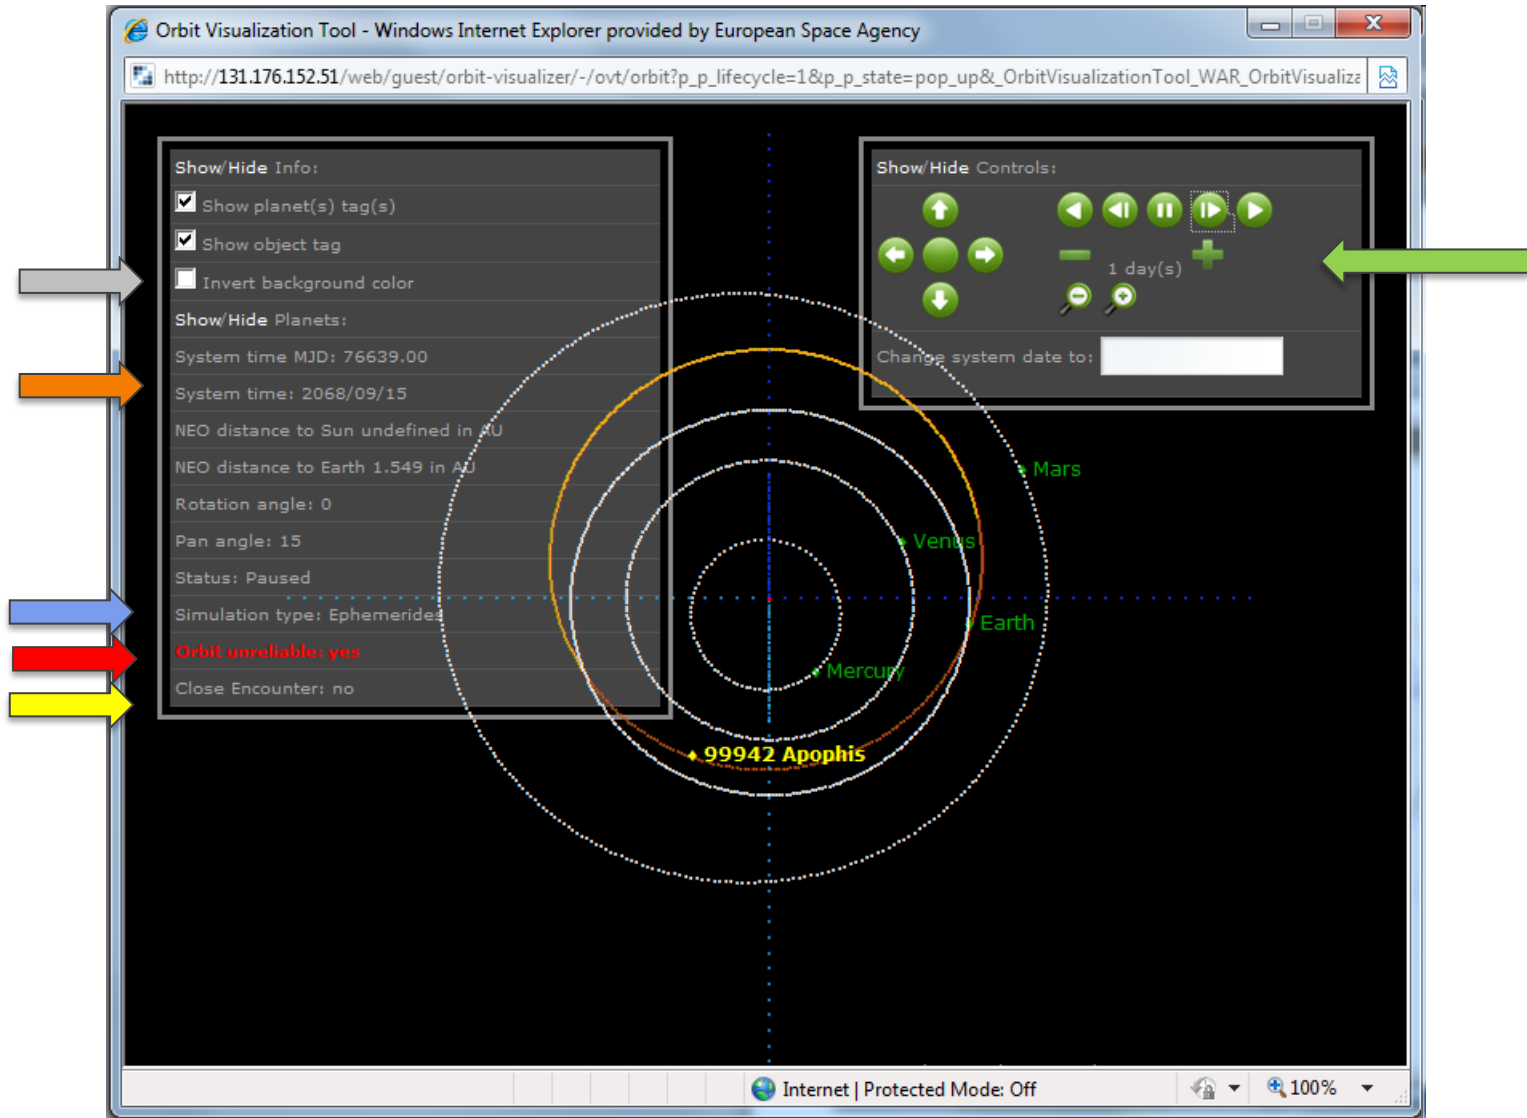 Orbit Visualization Tool - Windows Internet Explorer provided by European Space Agency
http://131.176.152.51/web/guest/orbit-visualizer/-/ovt/orbit?p_p_lifecycle=1&p_p_state=pop_up&_OrbitVisualizationTool_WAR_OrbitVisualiza
Show/Hide Info:
Show planet(s) tag(s)
Show object tag
Invert background color
Show/Hide Planets:
System time MJD: 76639.00
System time: 2068/09/15
NEO distance to Sun undefined in AU
NEO distance to Earth 1.549 in AU
Rotation angle: 0
Pan angle: 15
Status: Paused
Simulation type: Ephemerides
Orbit unreliable: yes
Close Encounter: no
Show/Hide Controls:
1 day(s)
Change system date to:
Mars
Venus
Earth
Mercury
99942 Apophis
Internet | Protected Mode: Off
100%